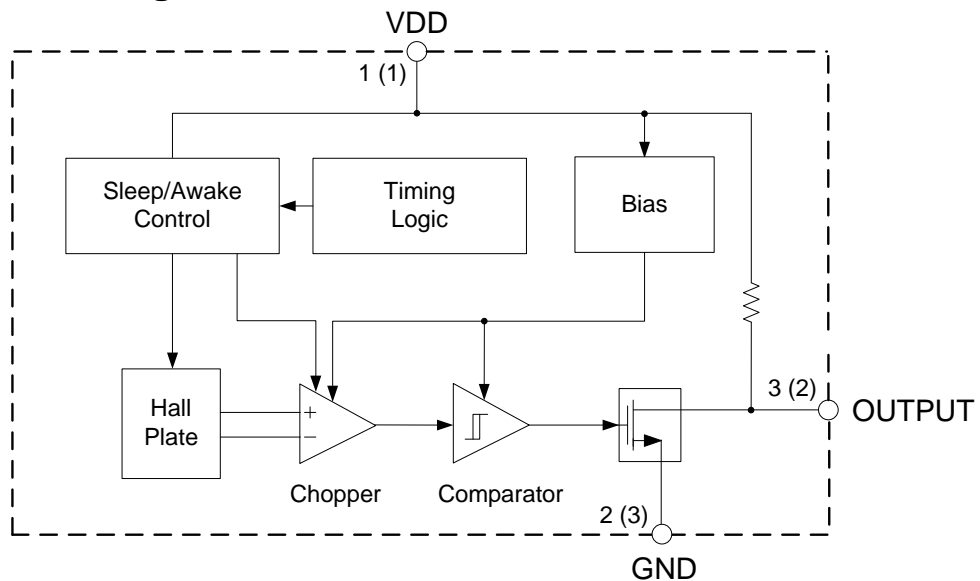 VDD
1 (1)
Sleep/Awake
Control
Timing
Logic
Bias
Hall
Plate
+
−
Chopper
Comparator
3 (2)
OUTPUT
2 (3)
GND